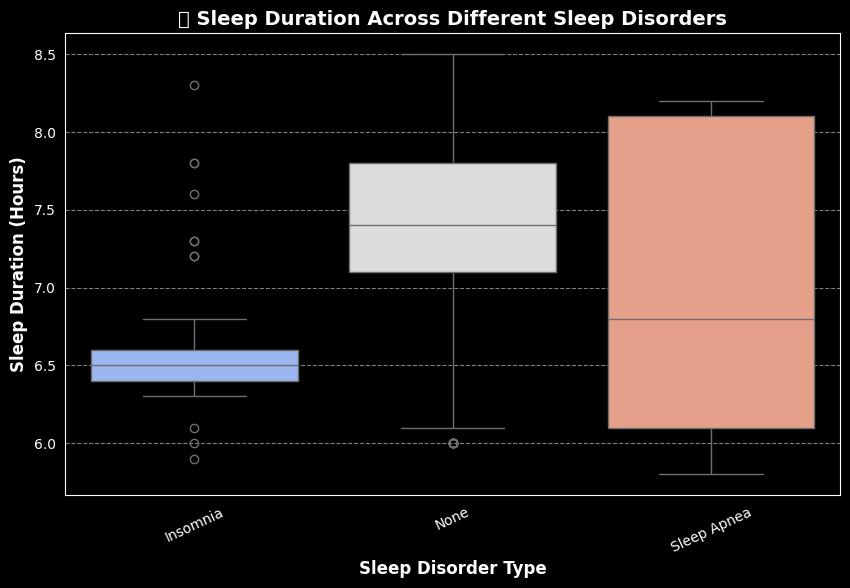 Sleep Duration Across Different Sleep Disorders
8.5
8.0
7.5
7.0
6.5
6.0
Sleep Duration (Hours)
Insomnia
None
Sleep Apnea
Sleep Disorder Type